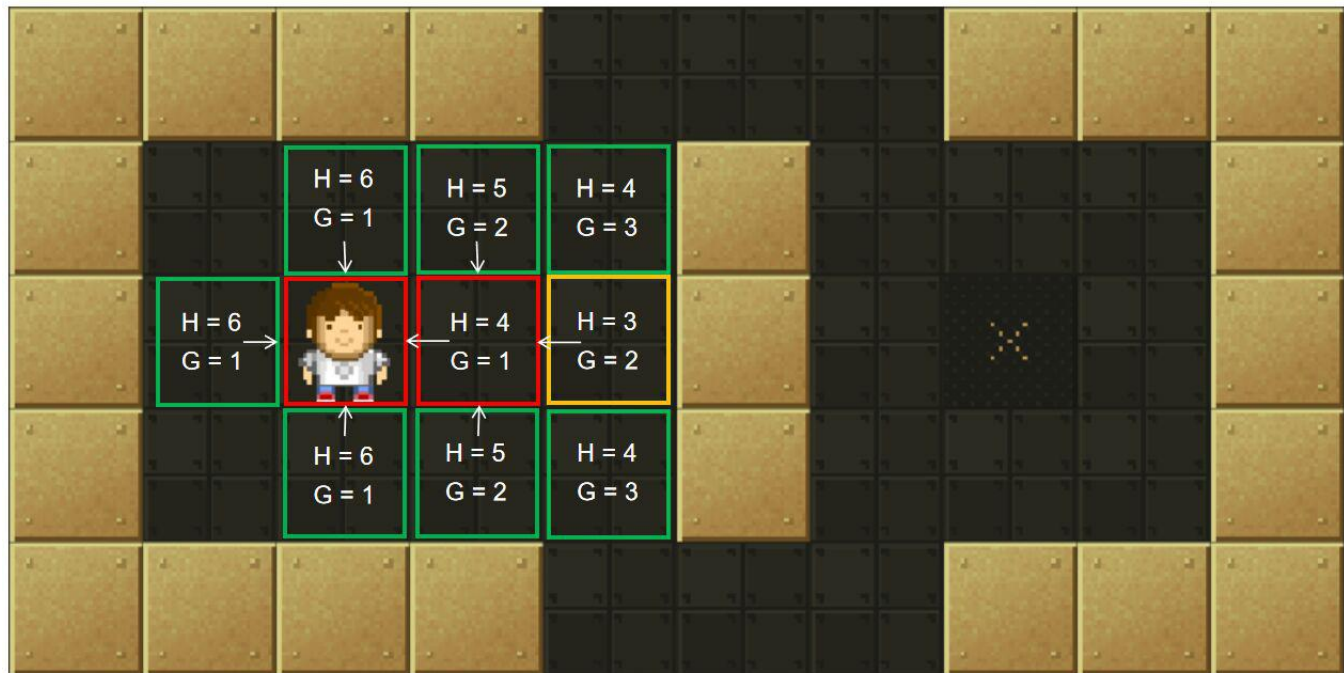 H = 6
G = 1
H = 5
G = 2
H = 4
G = 3
H = 6
G = 1
H = 4
G = 1
H = 3
G = 2
H = 6
G = 1
H = 5
G = 2
H = 4
G = 3